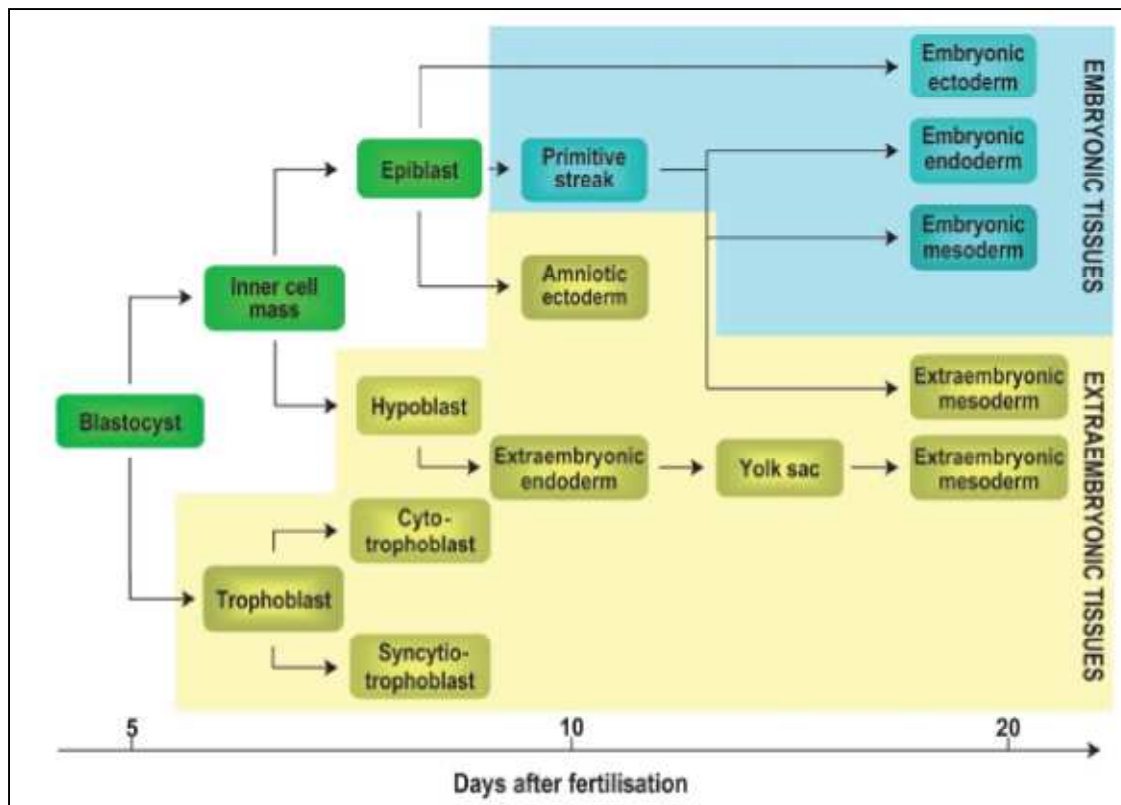 Embryonic
ectoderm
Epiblast
Primitive
streak
Embryonic
endoderm
Embryonic
mesoderm
EMBRYONIC TISSUES
Inner cell
mass
Amniotic
ectoderm
Blastocyst
Hypoblast
Extraembryonic
mesoderm
Extraembryonic
endoderm
Yolk sac
Extraembryonic
mesoderm
Cyto-
trophoblast
Trophoblast
Syncytio-
trophoblast
EXTRAEMBRYONIC TISSUES
5
10
20
Days after fertilisation